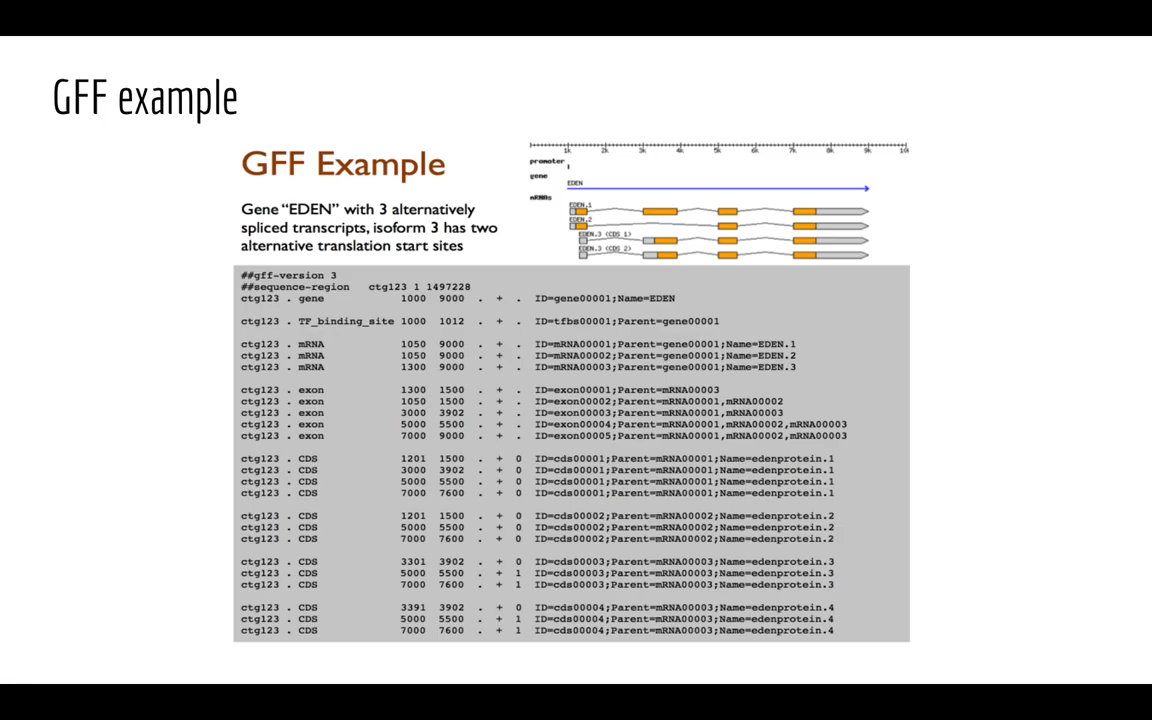 GFF example
GFF Example
Gene “EDEN” with 3 alternatively
spliced transcripts, isoform 3 has two
alternative translation start sites
1k 2k 3k 4k 5k 6k 7k 8k 9k 10
promoter
gene
EDEN
mRNAs
EDEN.1
EDEN.2
EDEN.3 (CDS 1)
EDEN.3 (CDS 2)
##gff-version 3
##sequence-region ctg123 1 1497228
ctg123 . gene 1000 9000 . + . ID=gene00001;Name=EDEN
ctg123 . TF_binding_site 1000 1012 . + . ID=tfbs00001;Parent=gene00001
ctg123 . mRNA 1050 9000 . + . ID=mRNA00001;Parent=gene00001;Name=EDEN.1
ctg123 . mRNA 1050 9000 . + . ID=mRNA00002;Parent=gene00001;Name=EDEN.2
ctg123 . mRNA 1300 9000 . + . ID=mRNA00003;Parent=gene00001;Name=EDEN.3
ctg123 . exon 1300 1500 . + . ID=exon00001;Parent=mRNA00003
ctg123 . exon 1050 1500 . + . ID=exon00002;Parent=mRNA00001,mRNA00002
ctg123 . exon 3000 3902 . + . ID=exon00003;Parent=mRNA00001,mRNA00003
ctg123 . exon 5000 5500 . + . ID=exon00004;Parent=mRNA00001,mRNA00002,mRNA00003
ctg123 . exon 7000 9000 . + . ID=exon00005;Parent=mRNA00001,mRNA00002,mRNA00003
ctg123 . CDS 1201 1500 . + 0 ID=cds00001;Parent=mRNA00001;Name=edenprotein.1
ctg123 . CDS 3000 3902 . + 0 ID=cds00001;Parent=mRNA00001;Name=edenprotein.1
ctg123 . CDS 5000 5500 . + 0 ID=cds00001;Parent=mRNA00001;Name=edenprotein.1
ctg123 . CDS 7000 7600 . + 0 ID=cds00001;Parent=mRNA00001;Name=edenprotein.1
ctg123 . CDS 1201 1500 . + 0 ID=cds00002;Parent=mRNA00002;Name=edenprotein.2
ctg123 . CDS 5000 5500 . + 0 ID=cds00002;Parent=mRNA00002;Name=edenprotein.2
ctg123 . CDS 7000 7600 . + 0 ID=cds00002;Parent=mRNA00002;Name=edenprotein.2
ctg123 . CDS 3301 3902 . + 0 ID=cds00003;Parent=mRNA00003;Name=edenprotein.3
ctg123 . CDS 5000 5500 . + 1 ID=cds00003;Parent=mRNA00003;Name=edenprotein.3
ctg123 . CDS 7000 7600 . + 1 ID=cds00003;Parent=mRNA00003;Name=edenprotein.3
ctg123 . CDS 3391 3902 . + 0 ID=cds00004;Parent=mRNA00003;Name=edenprotein.4
ctg123 . CDS 5000 5500 . + 1 ID=cds00004;Parent=mRNA00003;Name=edenprotein.4
ctg123 . CDS 7000 7600 . + 1 ID=cds00004;Parent=mRNA00003;Name=edenprotein.4